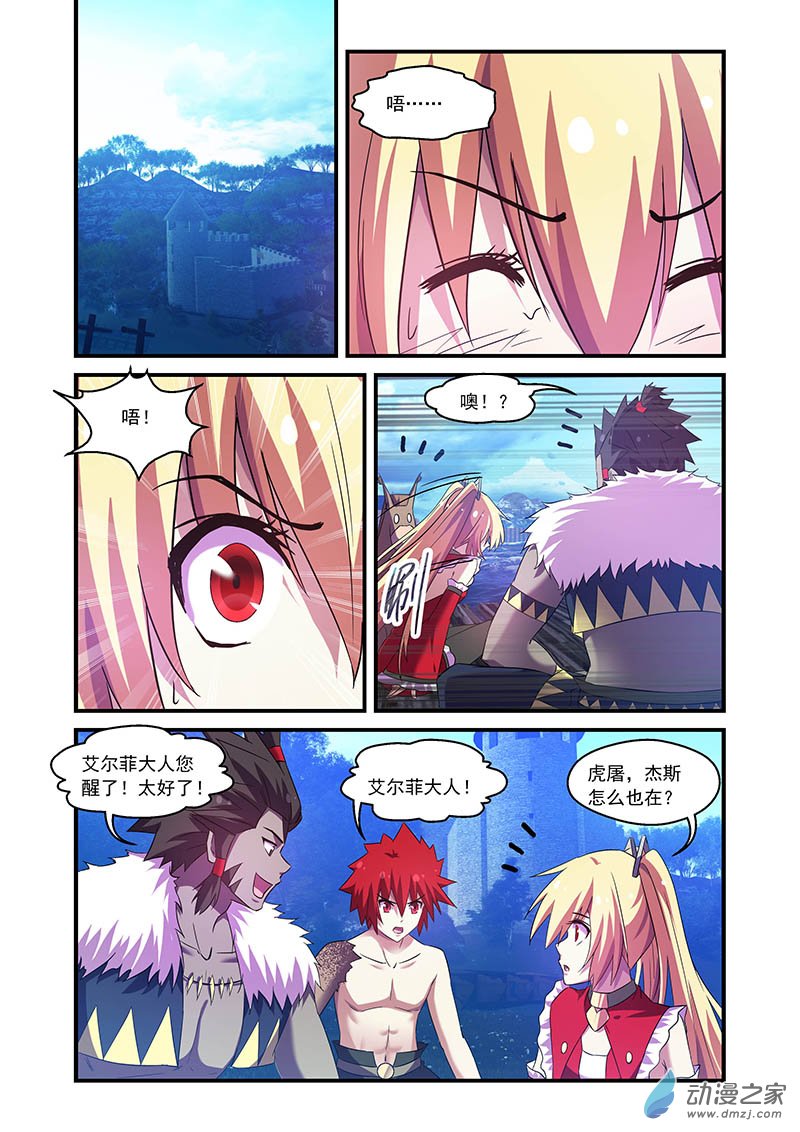 唔……
唔！
噢！？
唰
艾尔菲大人您
醒了！太好了！
艾尔菲大人！
虎屠，杰斯
怎么也在？
动漫之家
www.dmzj.com